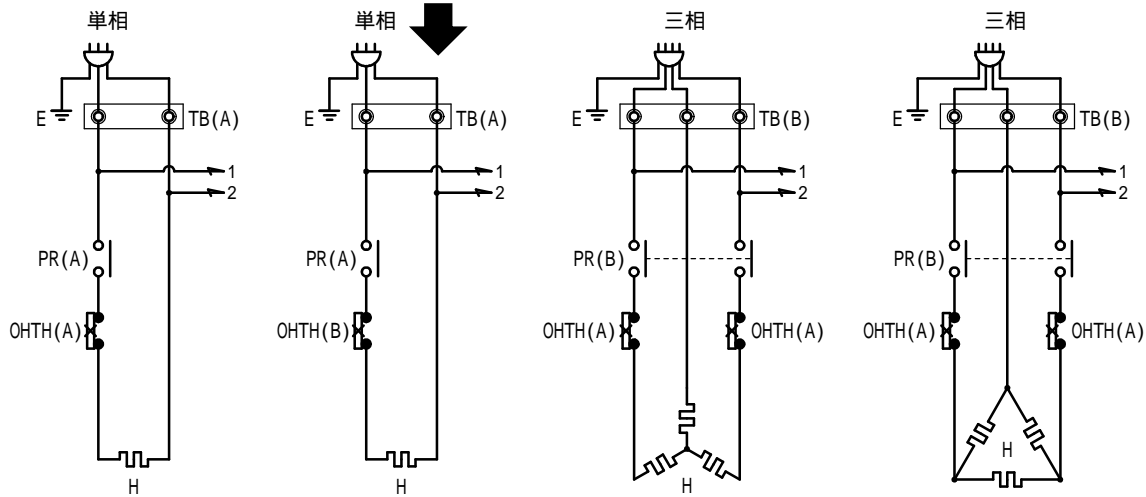 単相 単相 三相 三相
E TB(A) E TB(A) E TB(B) E TB(B)
1 1 1 1
2 2 2 2
PR(A) PR(A) PR(B) PR(B)
OHTH(A) OHTH(B) OHTH(A) OHTH(A) OHTH(A) OHTH(A)
H
H H H